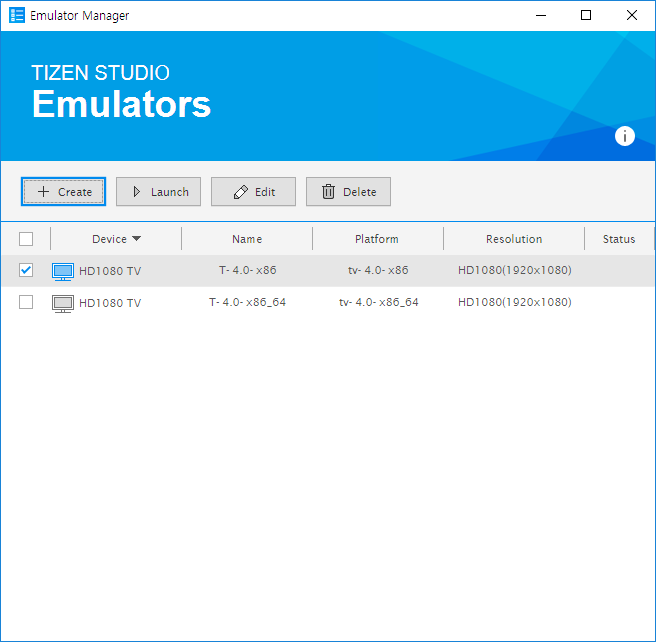 Emulator Manager
TIZEN STUDIO
Emulators
Create Launch Edit Delete
Device Name Platform Resolution Status
HD1080 TV T- 4.0- x86 tv- 4.0- x86 HD1080(1920x1080)
HD1080 TV T- 4.0- x86_64 tv- 4.0- x86_64 HD1080(1920x1080)